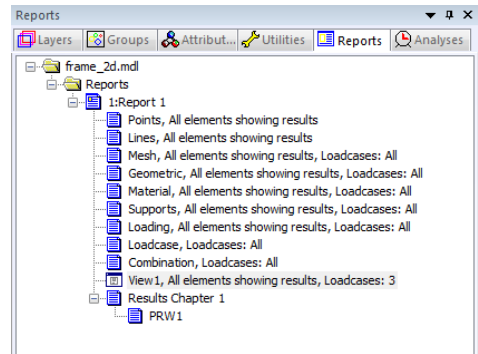 Reports
Layers Groups Attribut... Utilities Reports Analyses
frame_2d.mdl
Reports
1:Report 1
Points, All elements showing results
Lines, All elements showing results
Mesh, All elements showing results, Loadcases: All
Geometric, All elements showing results, Loadcases: All
Material, All elements showing results, Loadcases: All
Supports, All elements showing results, Loadcases: All
Loading, All elements showing results, Loadcases: All
Loadcase, Loadcases: All
Combination, Loadcases: All
View1, All elements showing results, Loadcases: 3
Results Chapter 1
PRW1